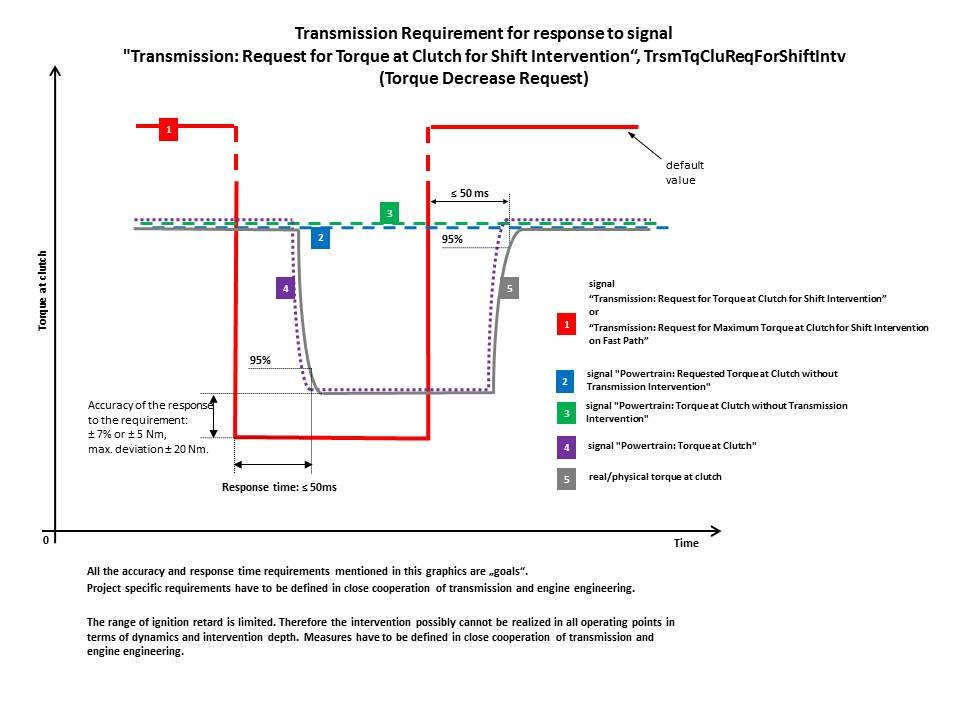 Transmission Requirement for response to signal
"Transmission: Request for Torque at Clutch for Shift Intervention“, TrsmTqCluReqForShiftIntv
(Torque Decrease Request)
1
default
value
≤ 50 ms
3
2
95%
Torque at clutch
4
5
signal
“Transmission: Request for Torque at Clutch for Shift Intervention”
or
1
“Transmission: Request for Maximum Torque at Clutch for Shift Intervention
on Fast Path”
95%
2
signal "Powertrain: Requested Torque at Clutch without
Transmission Intervention"
Accuracy of the response
to the requirement:
± 7% or ± 5 Nm,
max. deviation ± 20 Nm.
3
signal "Powertrain: Torque at Clutch without Transmission
Intervention"
4
signal "Powertrain: Torque at Clutch"
5
real/physical torque at clutch
Response time: ≤ 50ms
0
Time
All the accuracy and response time requirements mentioned in this graphics are „goals“.
Project specific requirements have to be defined in close cooperation of transmission and engine engineering.
The range of ignition retard is limited. Therefore the intervention possibly cannot be realized in all operating points in
terms of dynamics and intervention depth. Measures have to be defined in close cooperation of transmission and
engine engineering.